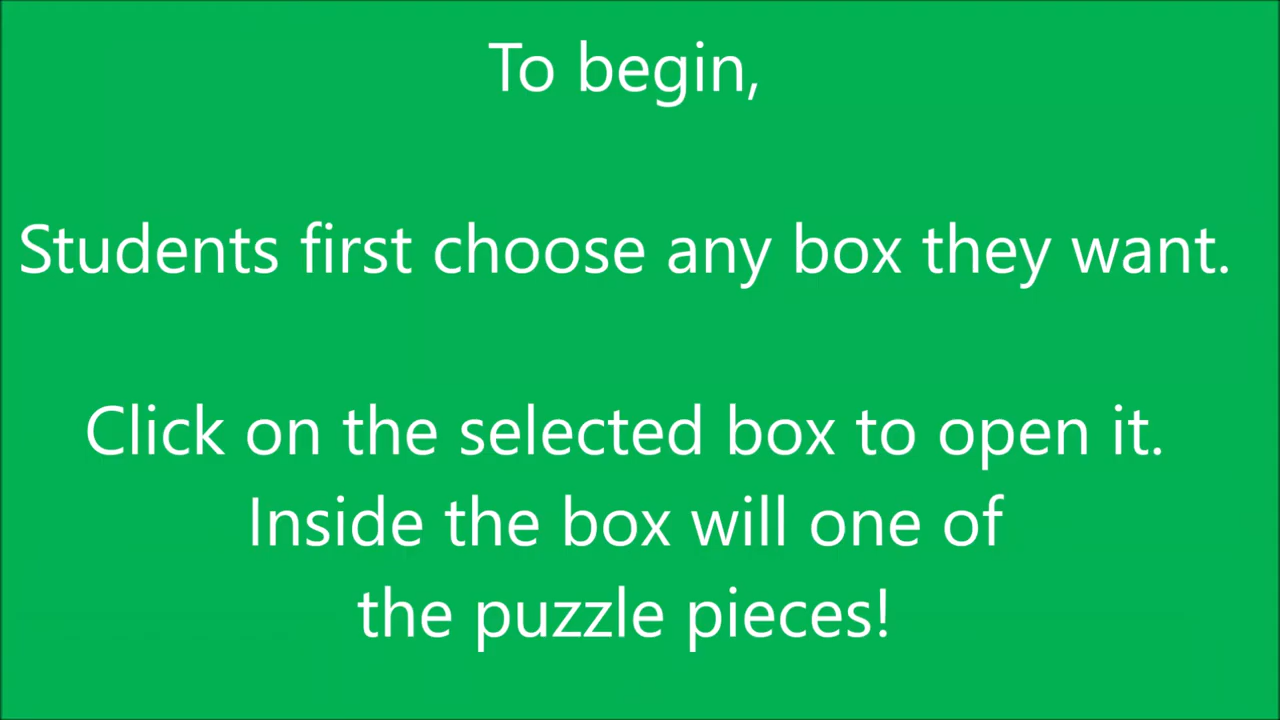 To begin,
Students first choose any box they want.
Click on the selected box to open it.
Inside the box will one of
the puzzle pieces!